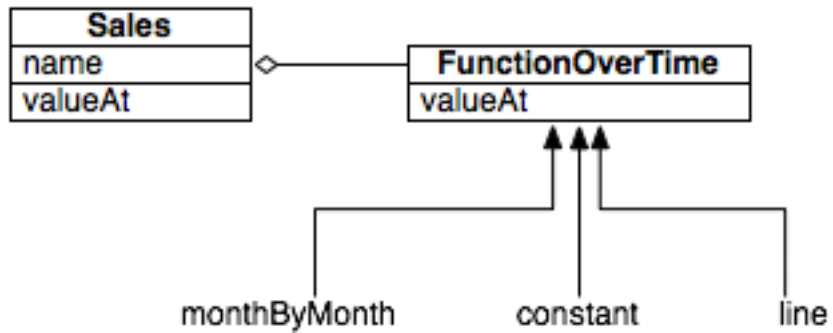 Sales
name
valueAt
FunctionOverTime
valueAt
monthByMonth
constant
line